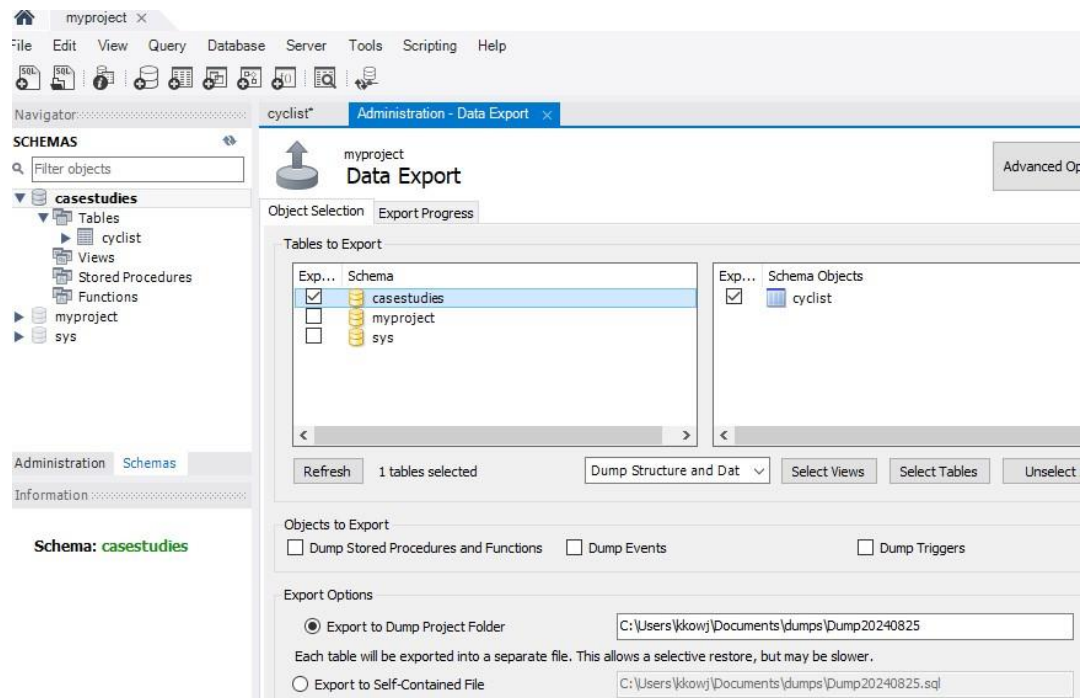 myproject
File Edit View Query Database Server Tools Scripting Help
SQL SQL
Navigator
SCHEMAS
Filter objects
casestudies
Tables
cyclist
Views
Stored Procedures
Functions
myproject
sys
Administration Schemas
Information
Schema: casestudies
cyclist* Administration - Data Export
myproject
Data Export
Advanced Op
Object Selection Export Progress
Tables to Export
Exp... Schema
casestudies
myproject
sys
Exp... Schema Objects
cyclist
Refresh 1 tables selected Dump Structure and Dat Select Views Select Tables Unselect
Objects to Export
Dump Stored Procedures and Functions Dump Events Dump Triggers
Export Options
Export to Dump Project Folder C:\Users\kkowj\Documents\dumps\Dump20240825
Each table will be exported into a separate file. This allows a selective restore, but may be slower.
Export to Self-Contained File C:\Users\kkowj\Documents\dumps\Dump20240825.sql